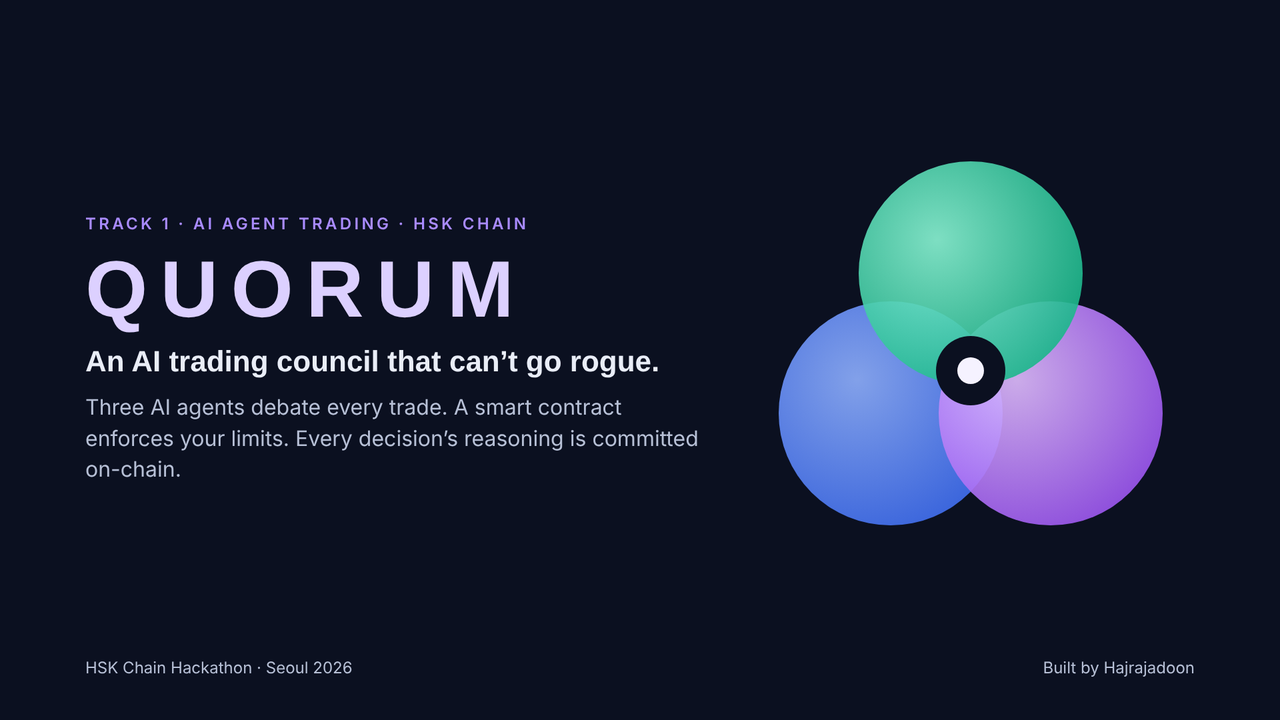 TRACK 1 · AI AGENT TRADING · HSK CHAIN
QUORUM
An AI trading council that can’t go rogue.
Three AI agents debate every trade. A smart contract
enforces your limits. Every decision’s reasoning is committed
on-chain.
HSK Chain Hackathon · Seoul 2026
Built by Hajrajadoon